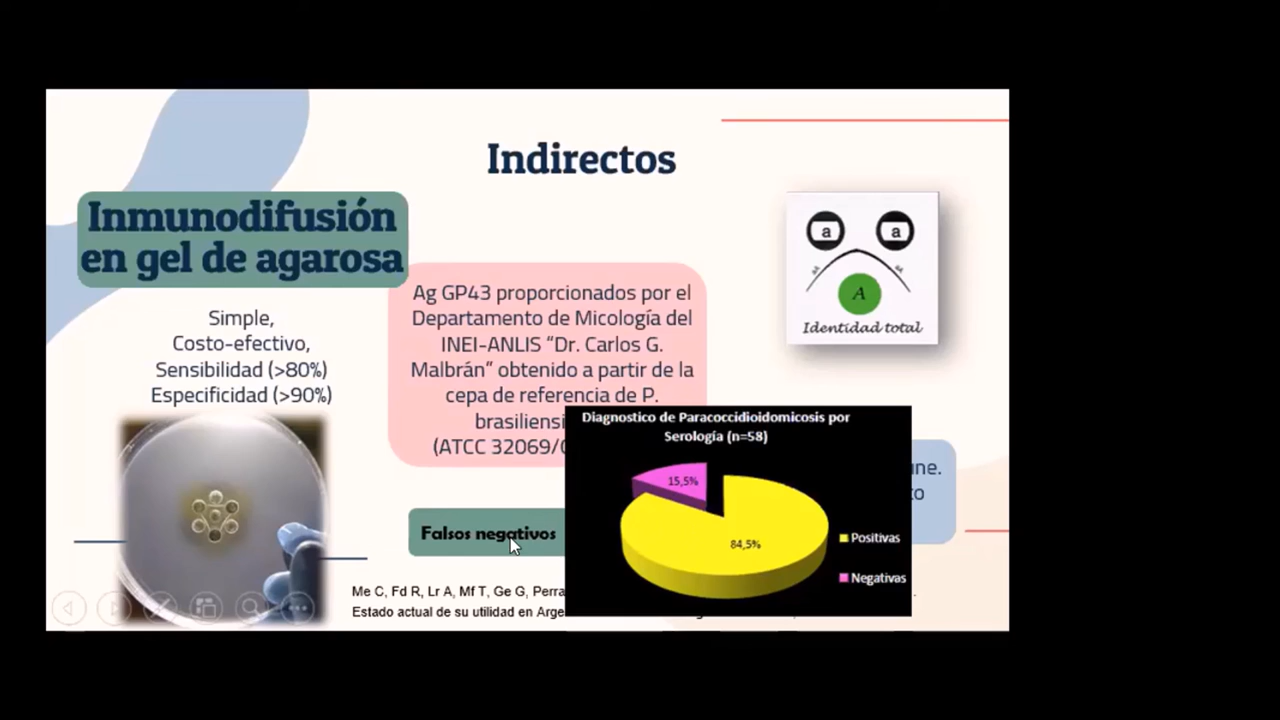 Indirectos
Inmunodifusión
en gel de agarosa
Simple,
Costo-efectivo,
Sensibilidad (>80%)
Especificidad (>90%)
Ag GP43 proporcionados por el
Departamento de Micología del
INEI-ANLIS “Dr. Carlos G.
Malbrán” obtenido a partir de la
cepa de referencia de P.
brasiliensi
(ATCC 32069/
a a
aa aa
A
Identidad total
Falsos negativos
Diagnostico de Paracoccidioidomicosis por
Serología (n=58)
15,5%
84,5%
Positivas
Negativas
Me C, Fd R, Lr A, Mf T, Ge G, Perra
Estado actual de su utilidad en Arge